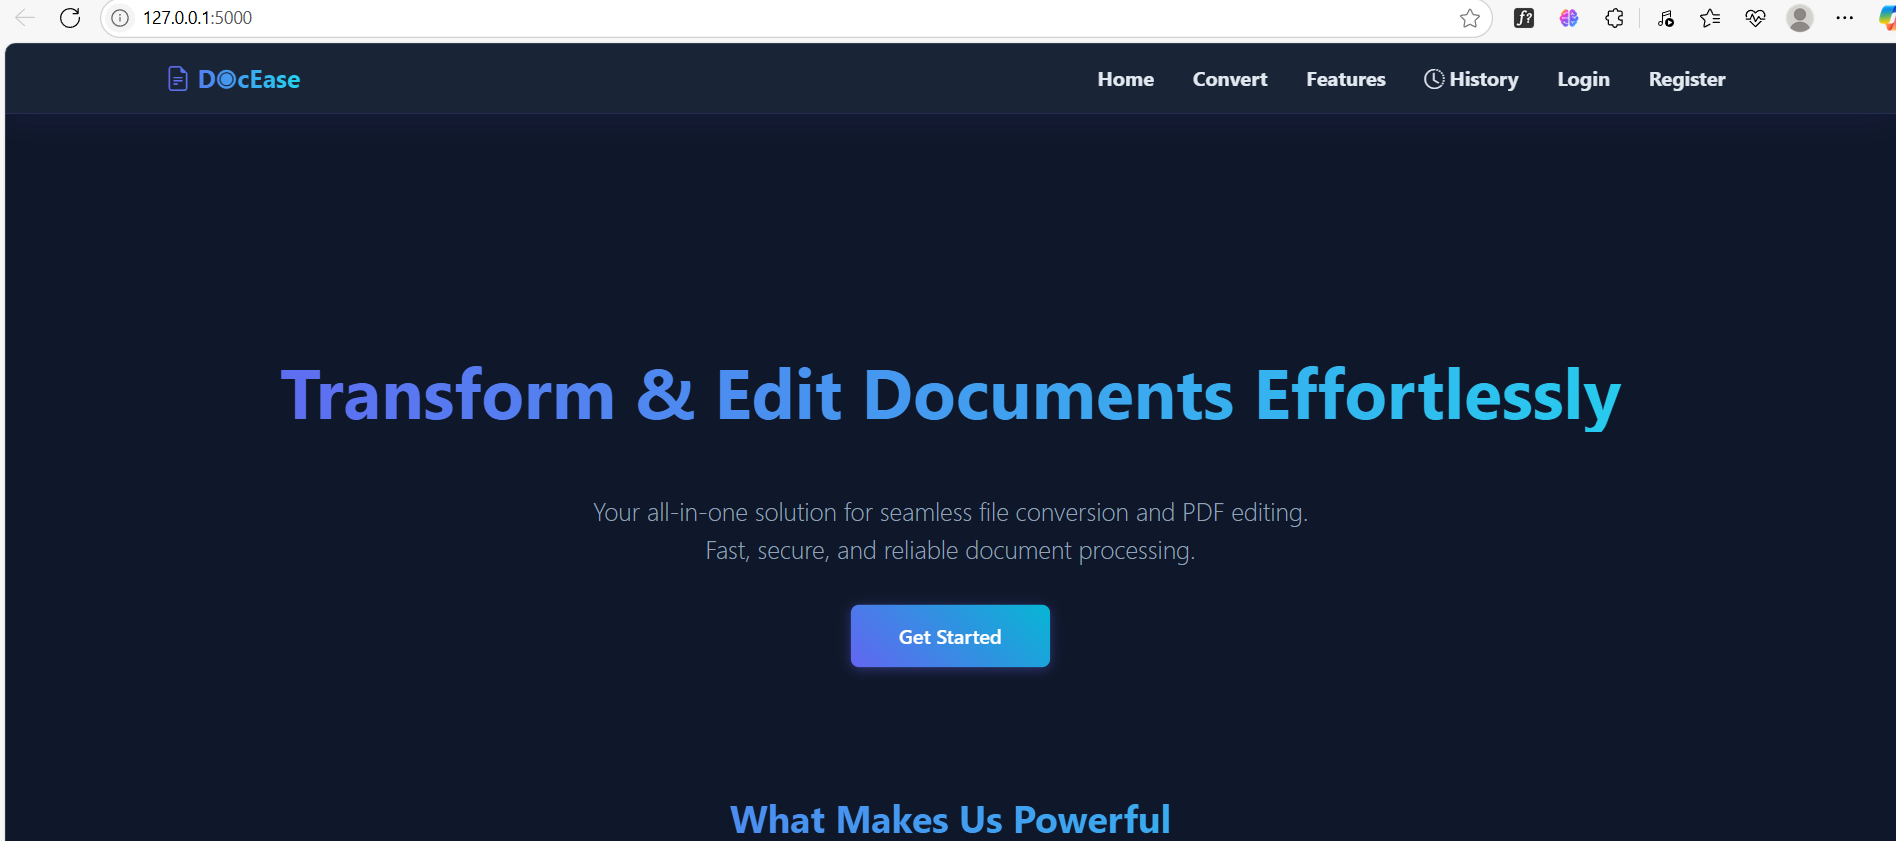 127.0.0.1:5000
D◉cEase
Home Convert Features History Login Register
Transform & Edit Documents Effortlessly
Your all-in-one solution for seamless file conversion and PDF editing.
Fast, secure, and reliable document processing.
Get Started
What Makes Us Powerful